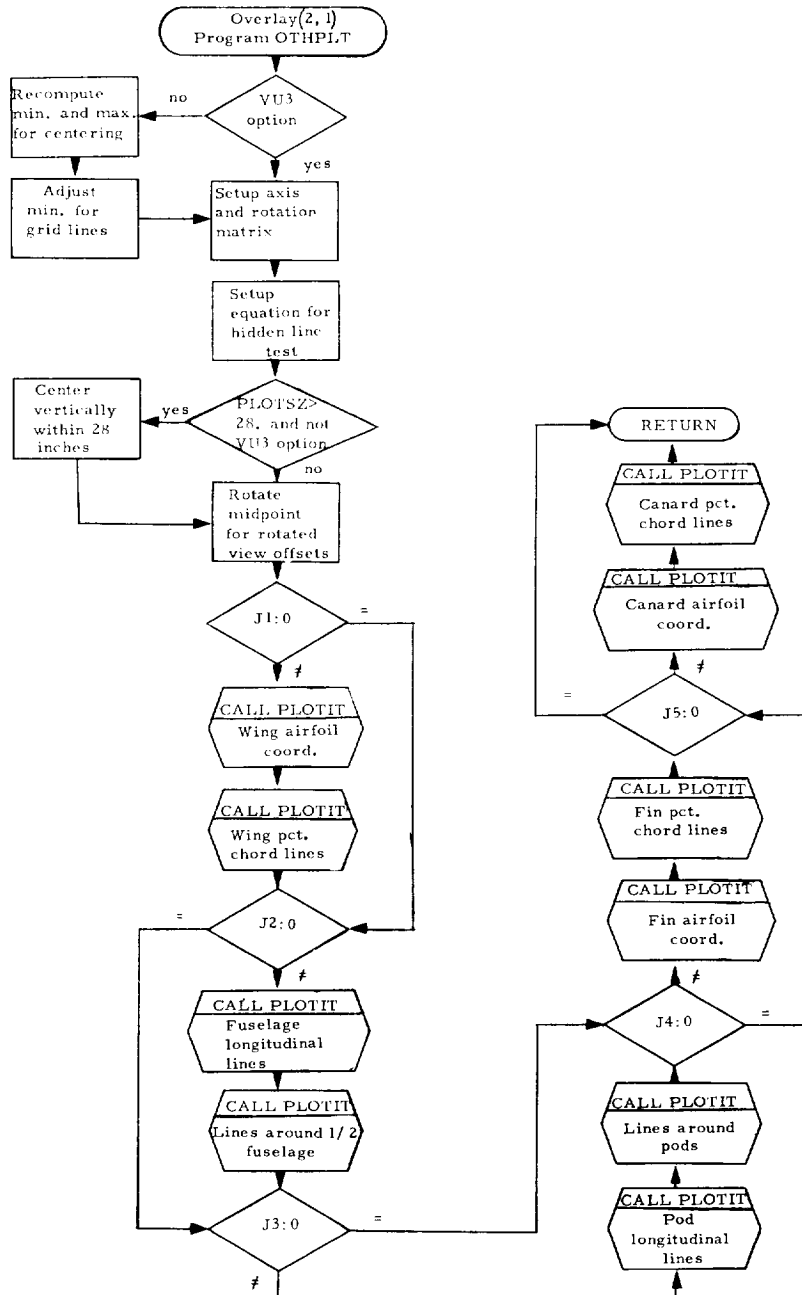 Overlay(2, 1)
Program OTHPLT
VU3
option
no
yes
Recompute
min. and max.
for centering
Adjust
min. for
grid lines
Setup axis
and rotation
matrix
Setup
equation for
hidden line
test
PLOTSZ>
28. and not
VU3 option
yes
no
Center
vertically
within 28
inches
Rotate
midpoint
for rotated
view offsets
J1:0
=
≠
CALL PLOTIT
Wing airfoil
coord.
CALL PLOTIT
Wing pct.
chord lines
J2:0
=
≠
CALL PLOTIT
Fuselage
longitudinal
lines
CALL PLOTIT
Lines around 1/2
fuselage
J3:0
=
≠
RETURN
CALL PLOTIT
Canard pct.
chord lines
CALL PLOTIT
Canard airfoil
coord.
≠
=
J5:0
CALL PLOTIT
Fin pct.
chord lines
CALL PLOTIT
Fin airfoil
coord.
≠
J4:0
=
CALL PLOTIT
Lines around
pods
CALL PLOTIT
Pod
longitudinal
lines